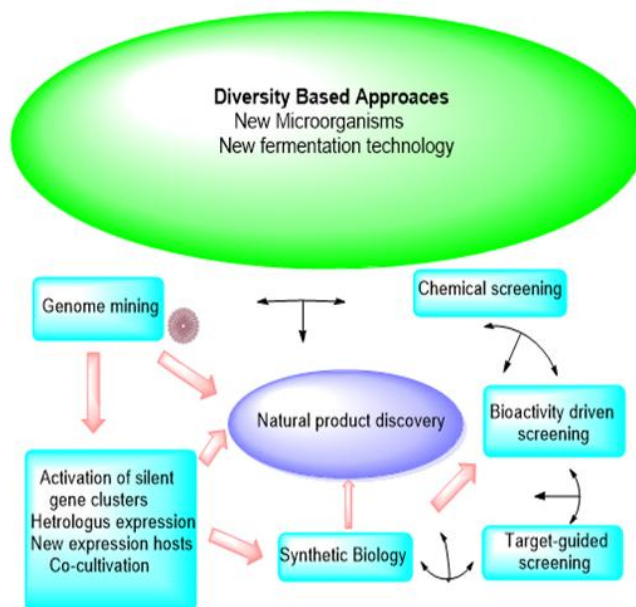 Diversity Based Approaces
New Microorganisms
New fermentation technology
Genome mining
Chemical screening
Natural product discovery
Bioactivity driven
screening
Activation of silent
gene clusters
Hetrologus expression
New expression hosts
Co-cultivation
Synthetic Biology
Target-guided
screening